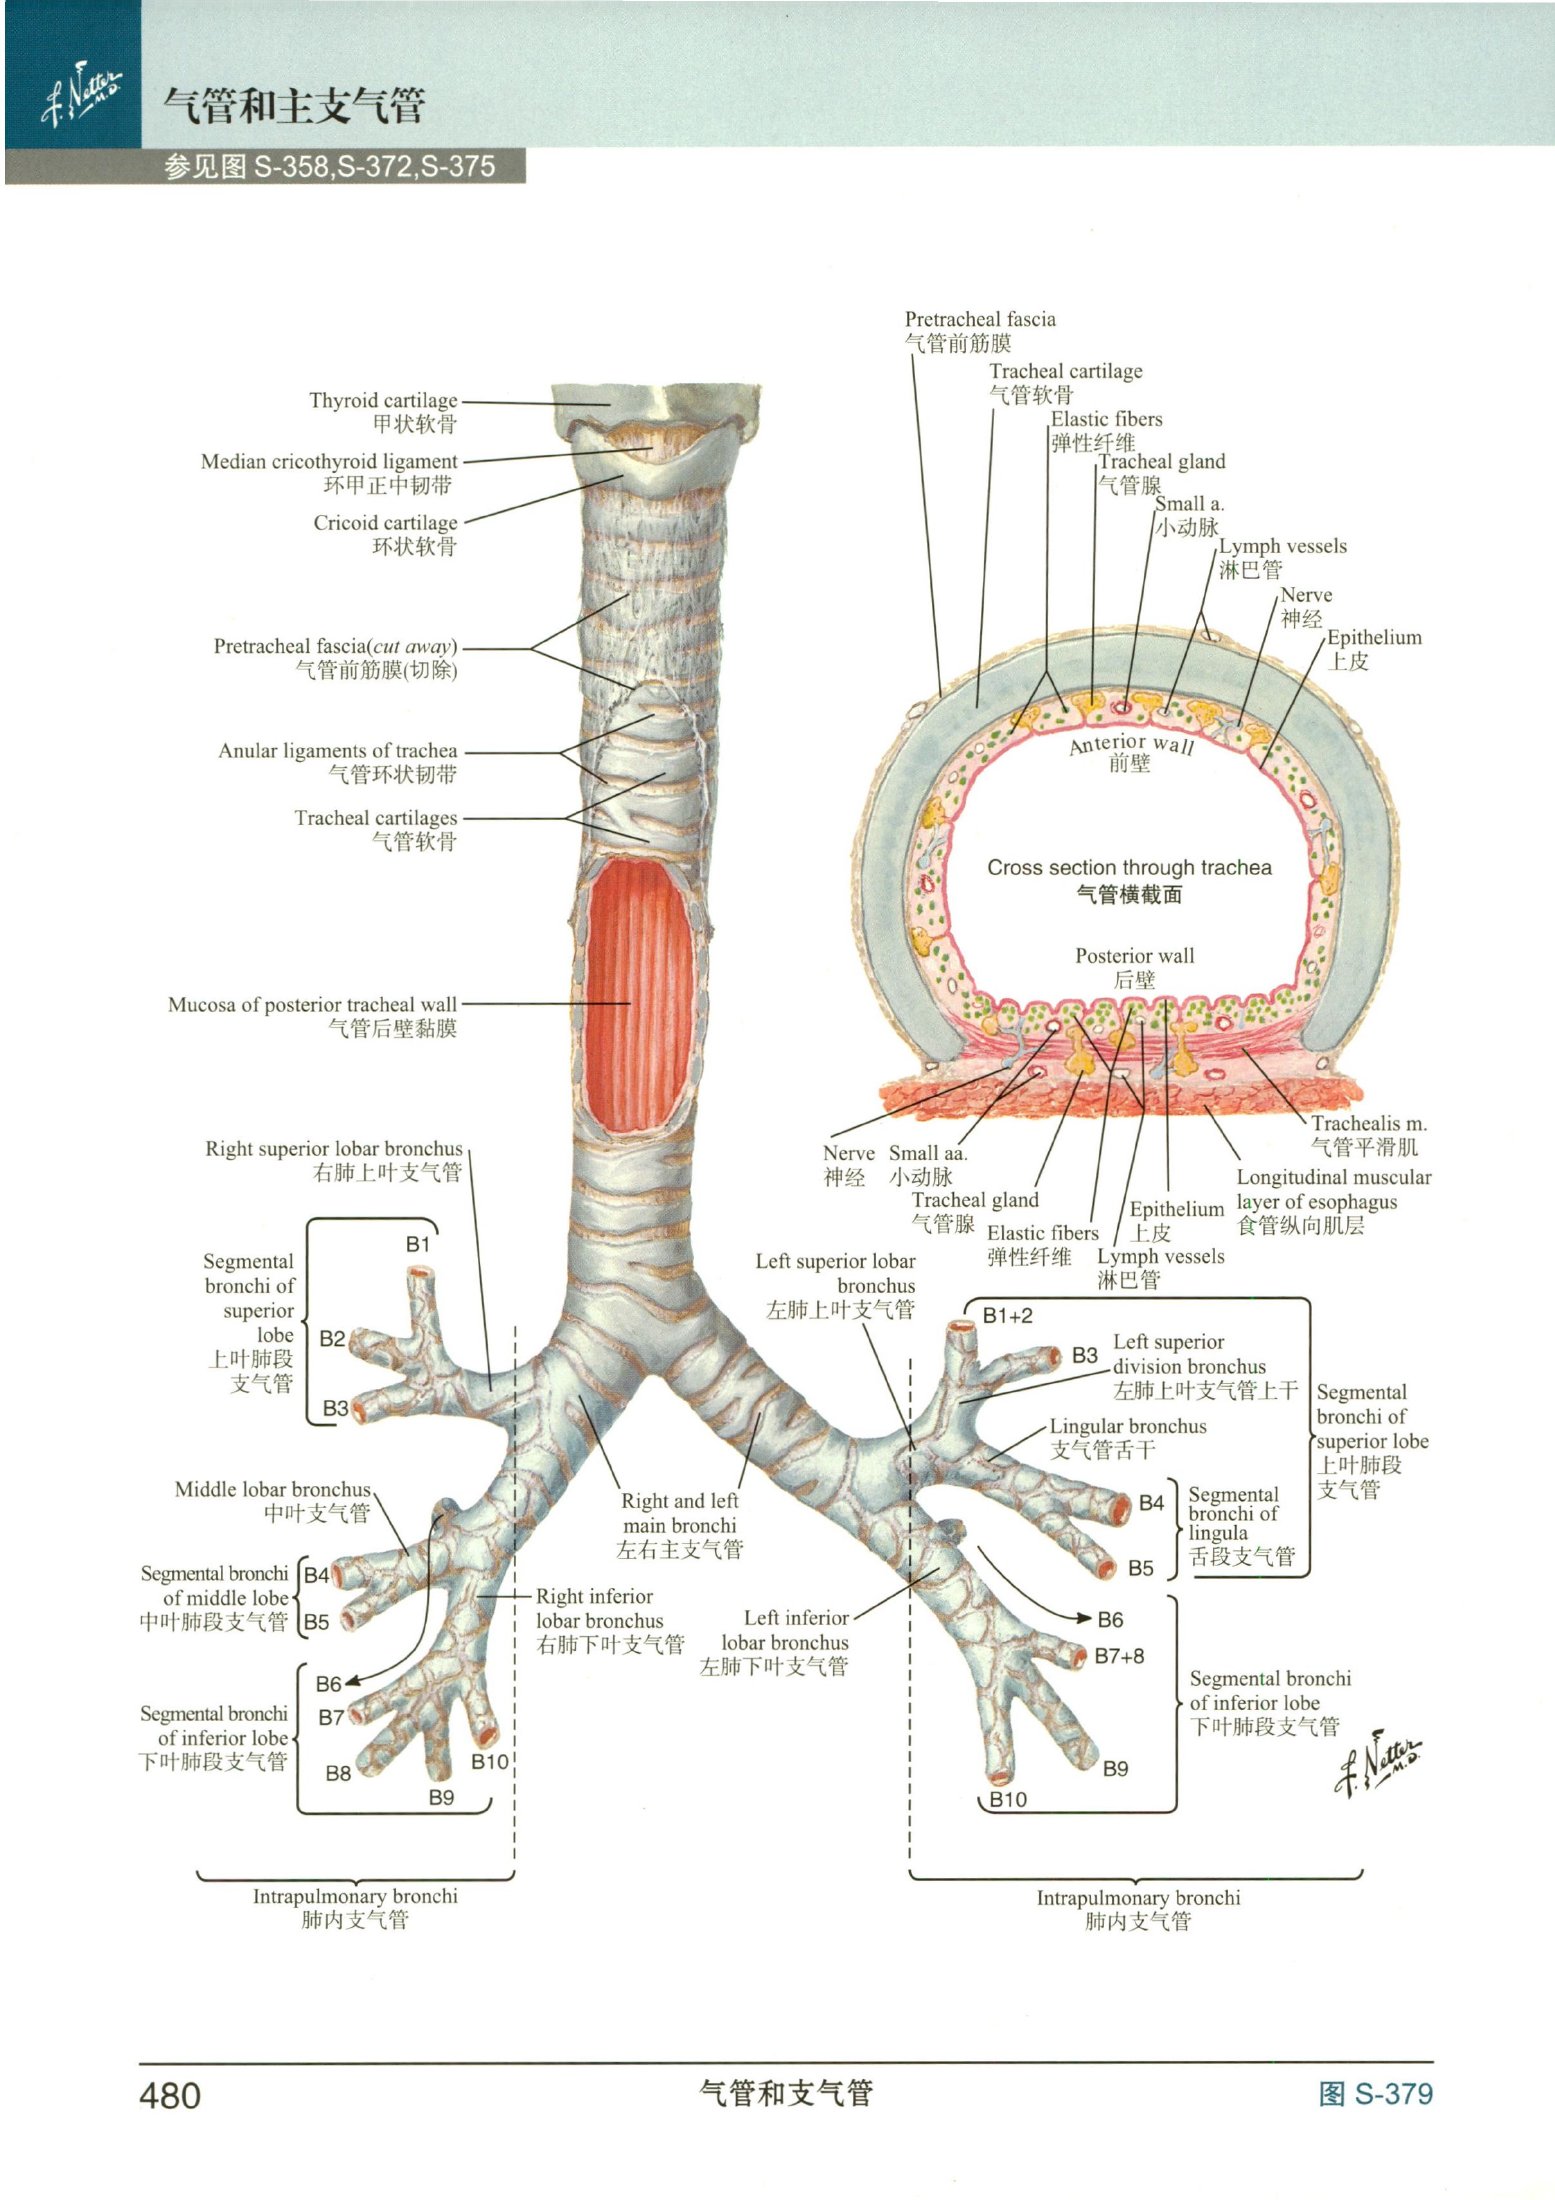 F. Netter M.D.
气管和主支气管
参见图 S-358,S-372,S-375
Pretracheal fascia
气管前筋膜
Tracheal cartilage
气管软骨
Elastic fibers
弹性纤维
Tracheal gland
气管腺
Small a.
小动脉
Lymph vessels
淋巴管
Nerve
神经
Epithelium
上皮
Anterior wall
前壁
Cross section through trachea
气管横截面
Posterior wall
后壁
Thyroid cartilage
甲状软骨
Median cricothyroid ligament
环甲正中韧带
Cricoid cartilage
环状软骨
Pretracheal fascia(cut away)
气管前筋膜(切除)
Anular ligaments of trachea
气管环状韧带
Tracheal cartilages
气管软骨
Mucosa of posterior tracheal wall
气管后壁黏膜
Nerve
神经
Small aa.
小动脉
Tracheal gland
气管腺
Elastic fibers
弹性纤维
Lymph vessels
淋巴管
Epithelium
上皮
Trachealis m.
气管平滑肌
Longitudinal muscular
layer of esophagus
食管纵向肌层
Right superior lobar bronchus
右肺上叶支气管
Segmental
bronchi of
superior
lobe
上叶肺段
支气管
B1
B2
B3
Middle lobar bronchus
中叶支气管
Segmental bronchi
of middle lobe
中叶肺段支气管
B4
B5
Segmental bronchi
of inferior lobe
下叶肺段支气管
B6
B7
B8
B9
B10
Right and left
main bronchi
左右主支气管
Right inferior
lobar bronchus
右肺下叶支气管
Left superior lobar
bronchus
左肺上叶支气管
Left inferior
lobar bronchus
左肺下叶支气管
B1+2
B3
Left superior
division bronchus
左肺上叶支气管上干
Lingular bronchus
支气管舌干
B4
B5
Segmental
bronchi of
lingula
舌段支气管
Segmental
bronchi of
superior lobe
上叶肺段
支气管
B6
B7+8
B9
B10
Segmental bronchi
of inferior lobe
下叶肺段支气管
F. Netter M.D.
Intrapulmonary bronchi
肺内支气管
Intrapulmonary bronchi
肺内支气管
480
气管和支气管
图 S-379